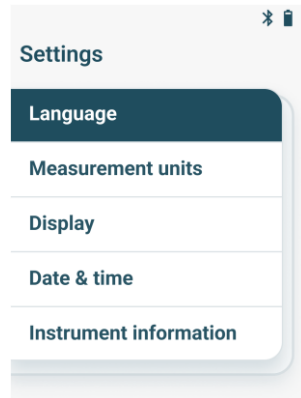 Settings
Language
Measurement units
Display
Date & time
Instrument information